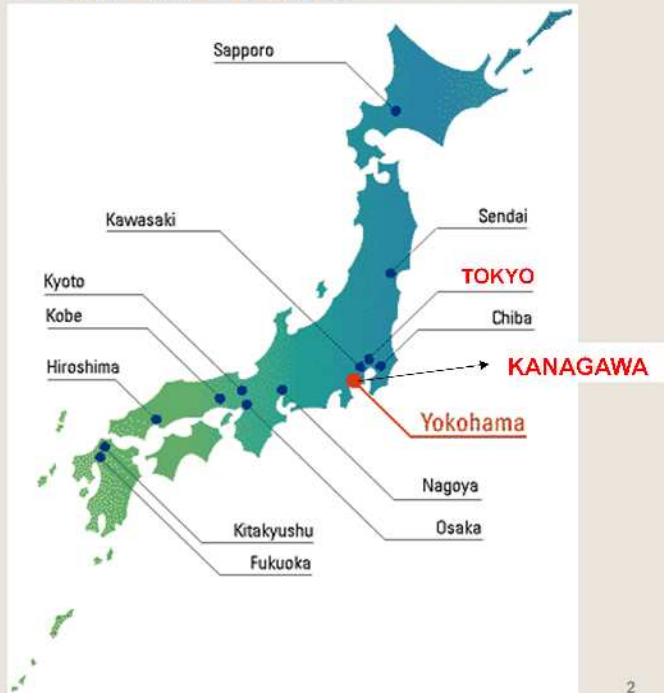 Sapporo
Kawasaki
Sendai
TOKYO
Kyoto
Kobe
Chiba
Hiroshima
KANAGAWA
Yokohama
Nagoya
Kitakyushu
Osaka
Fukuoka
2